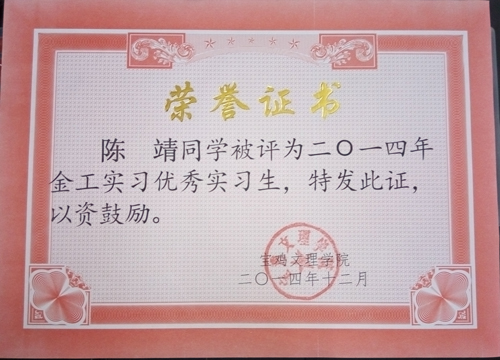 荣誉证书
陈 靖同学被评为二〇一四年
金工实习优秀实习生，特发此证，
以资鼓励。
宝鸡文理学院
二〇一四年十二月